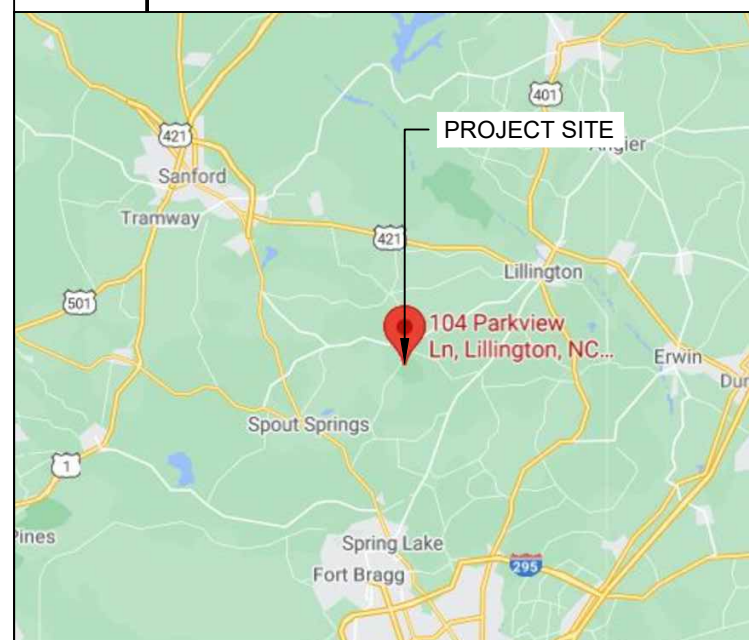 401
PROJECT SITE
421
Angier
Sanford
Tramway
421
Lillington
501
104 Parkview
Ln, Lillington, NC...
Erwin
Dun
Spout Springs
1
Pines
Spring Lake
295
Fort Bragg